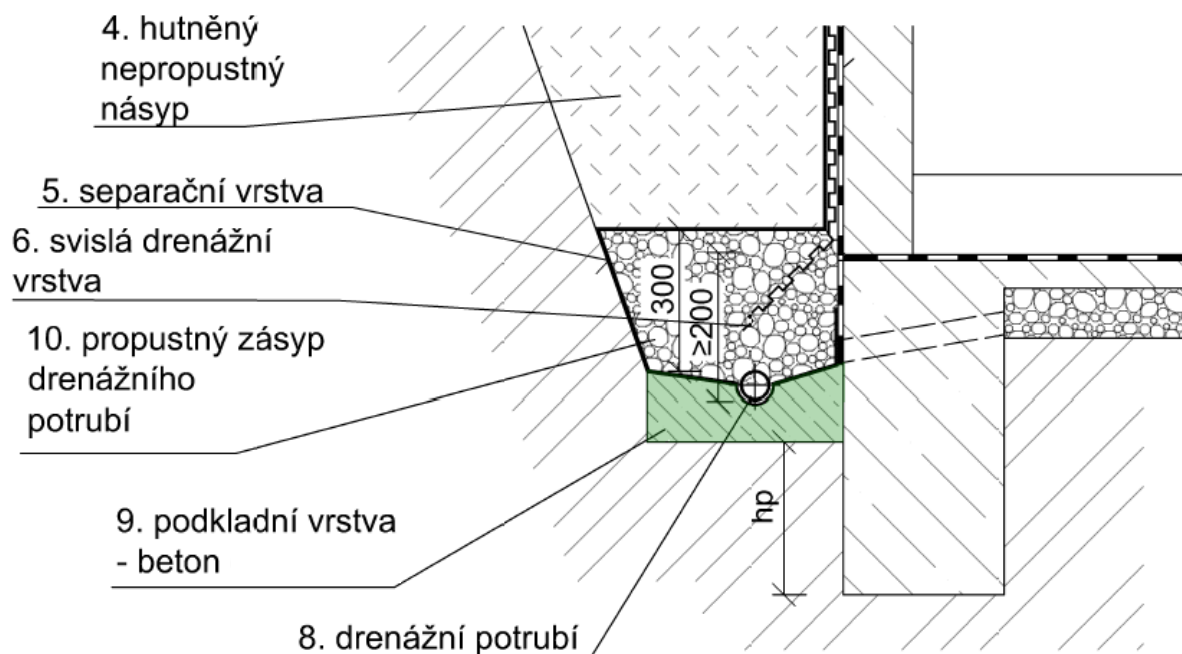 4. hutněný
nepropustný
násyp
5. separační vrstva
6. svislá drenážní
vrstva
10. propustný zásyp
drenážního
potrubí
9. podkladní vrstva
- beton
8. drenážní potrubí
300
≥200
hp